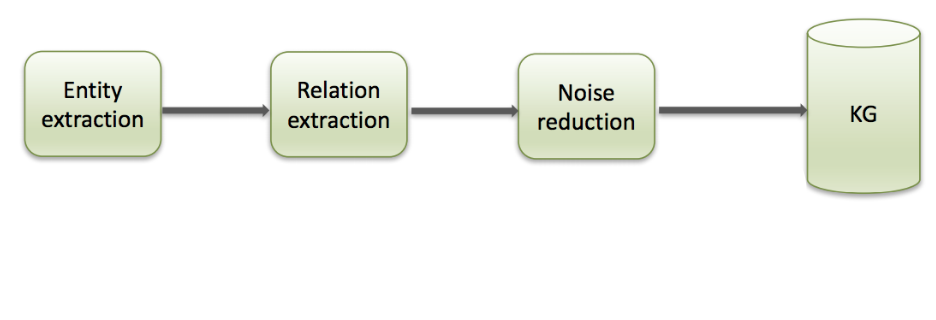 Entity
extraction
Relation
extraction
Noise
reduction
KG